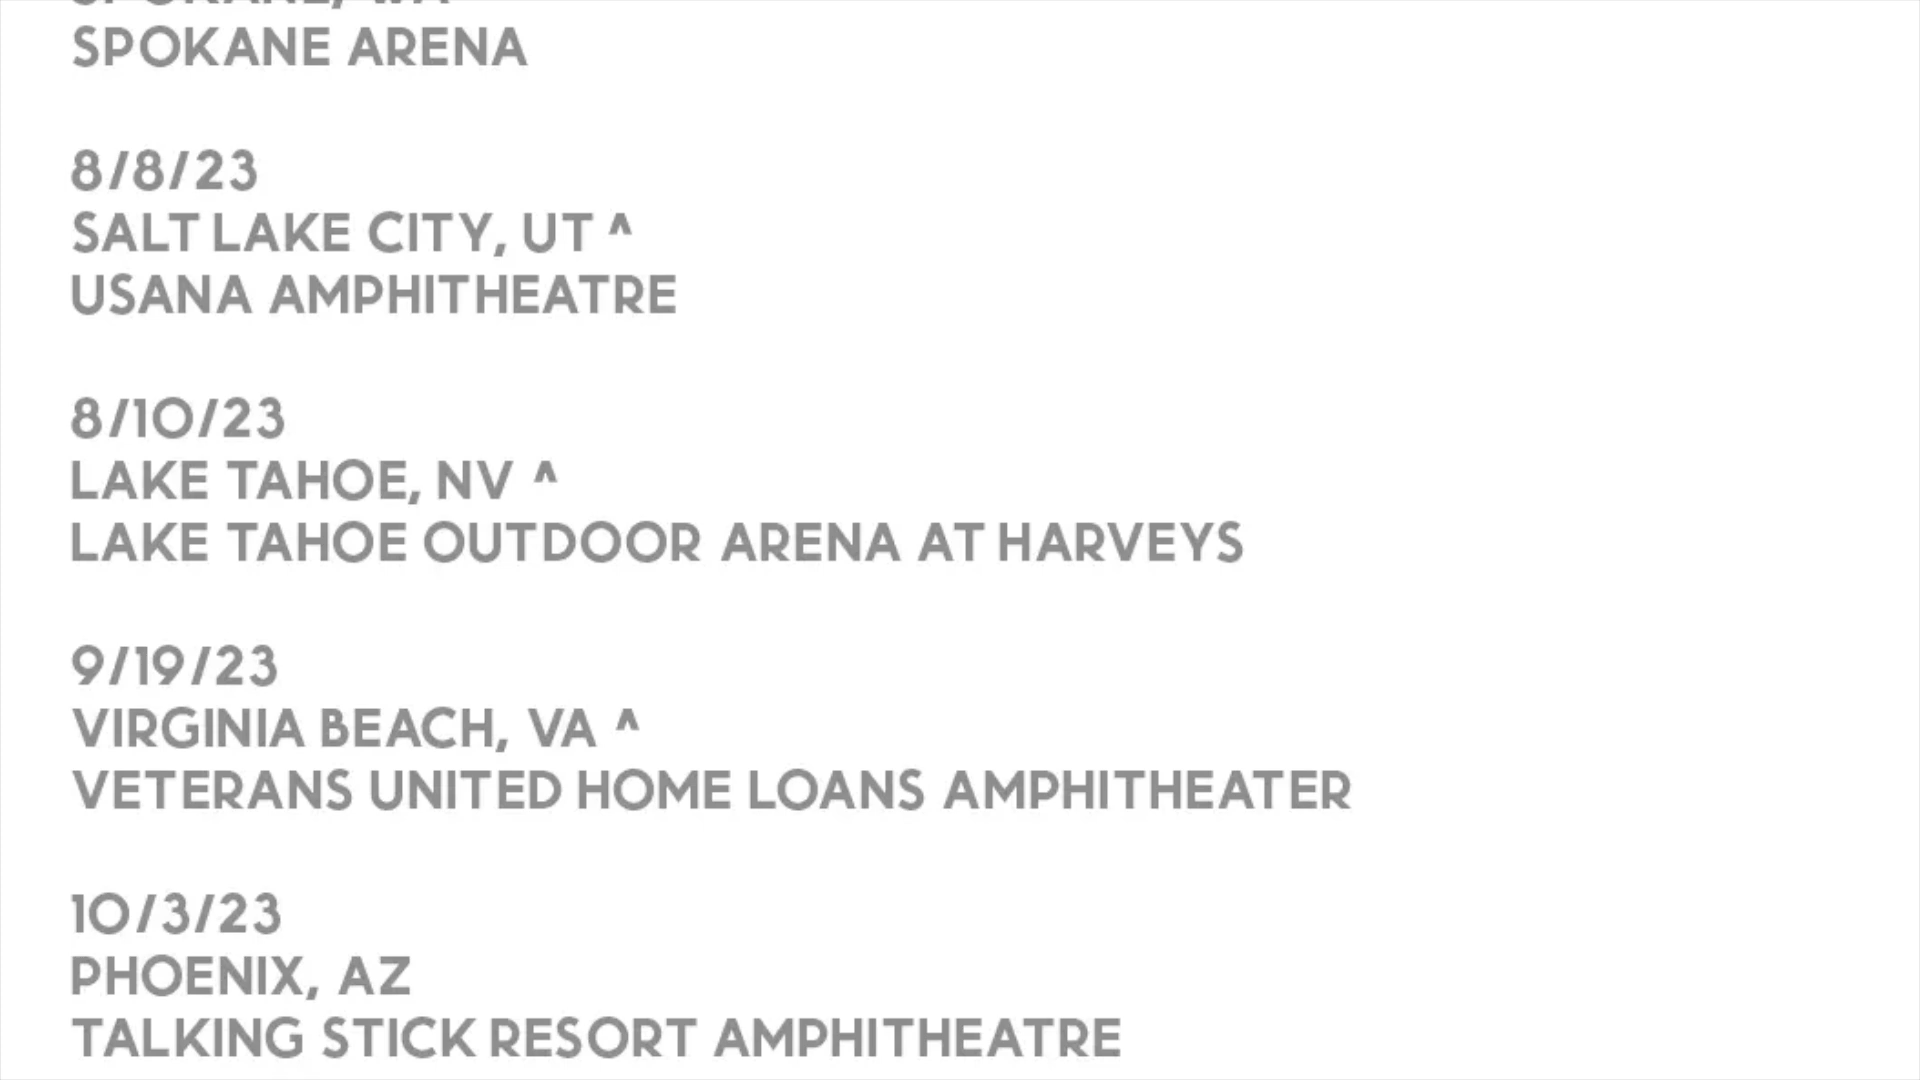 SPOKANE, WA
SPOKANE ARENA
8/8/23
SALT LAKE CITY, UT ^
USANA AMPHITHEATRE
8/10/23
LAKE TAHOE, NV ^
LAKE TAHOE OUTDOOR ARENA AT HARVEYS
9/19/23
VIRGINIA BEACH, VA ^
VETERANS UNITED HOME LOANS AMPHITHEATER
10/3/23
PHOENIX, AZ
TALKING STICK RESORT AMPHITHEATRE